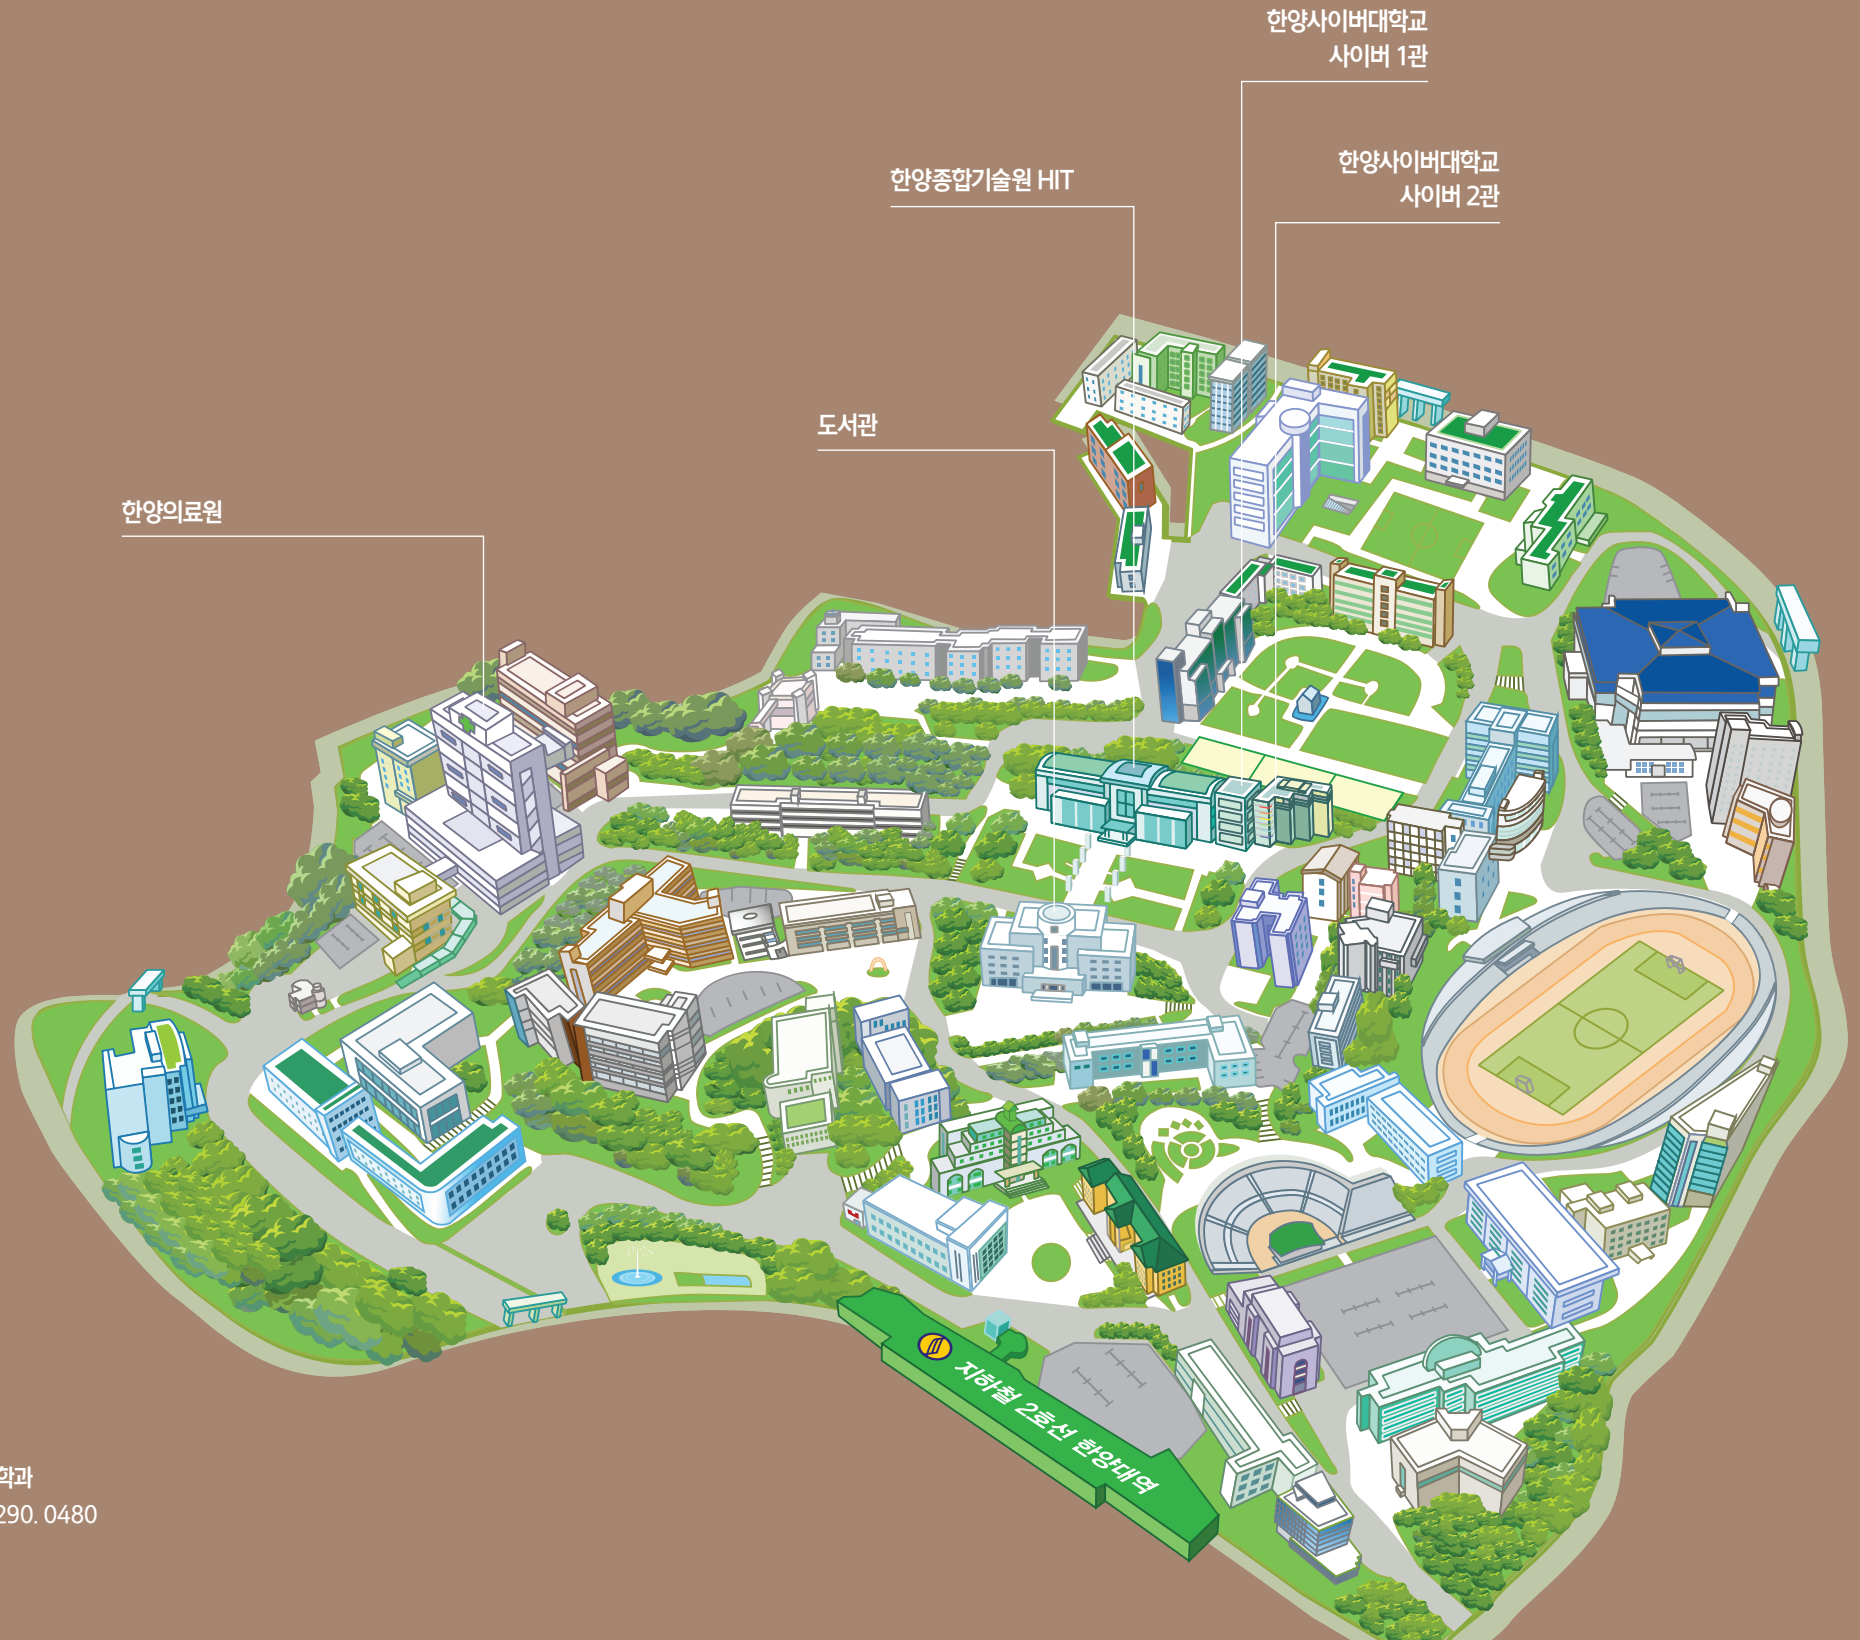 한양사이버대학교
사이버 1관
한양사이버대학교
사이버 2관
한양종합기술원 HIT
도서관
한양의료원
지하철 2호선 한양대역
학과
290. 0480